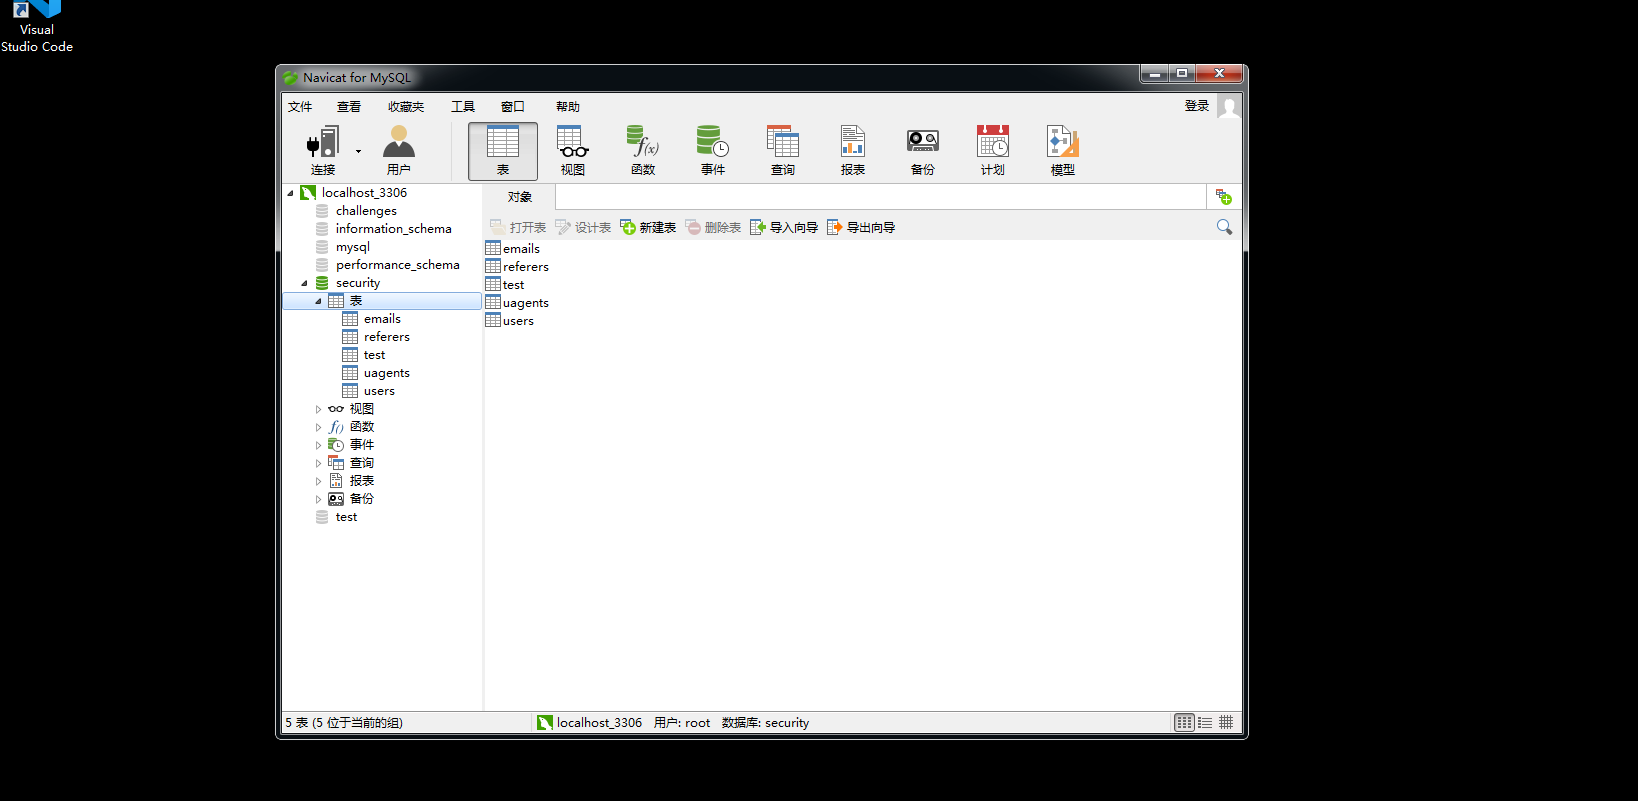 Visual
Studio Code
Navicat for MySQL
文件 查看 收藏夹 工具 窗口 帮助 登录
连接 用户 表 视图 函数 事件 查询 报表 备份 计划 模型
localhost_3306
challenges
information_schema
mysql
performance_schema
security
表
emails
referers
test
uagents
users
视图
函数
事件
查询
报表
备份
test
对象
打开表 设计表 新建表 删除表 导入向导 导出向导
emails
referers
test
uagents
users
5 表 (5 位于当前的组) localhost_3306 用户: root 数据库: security